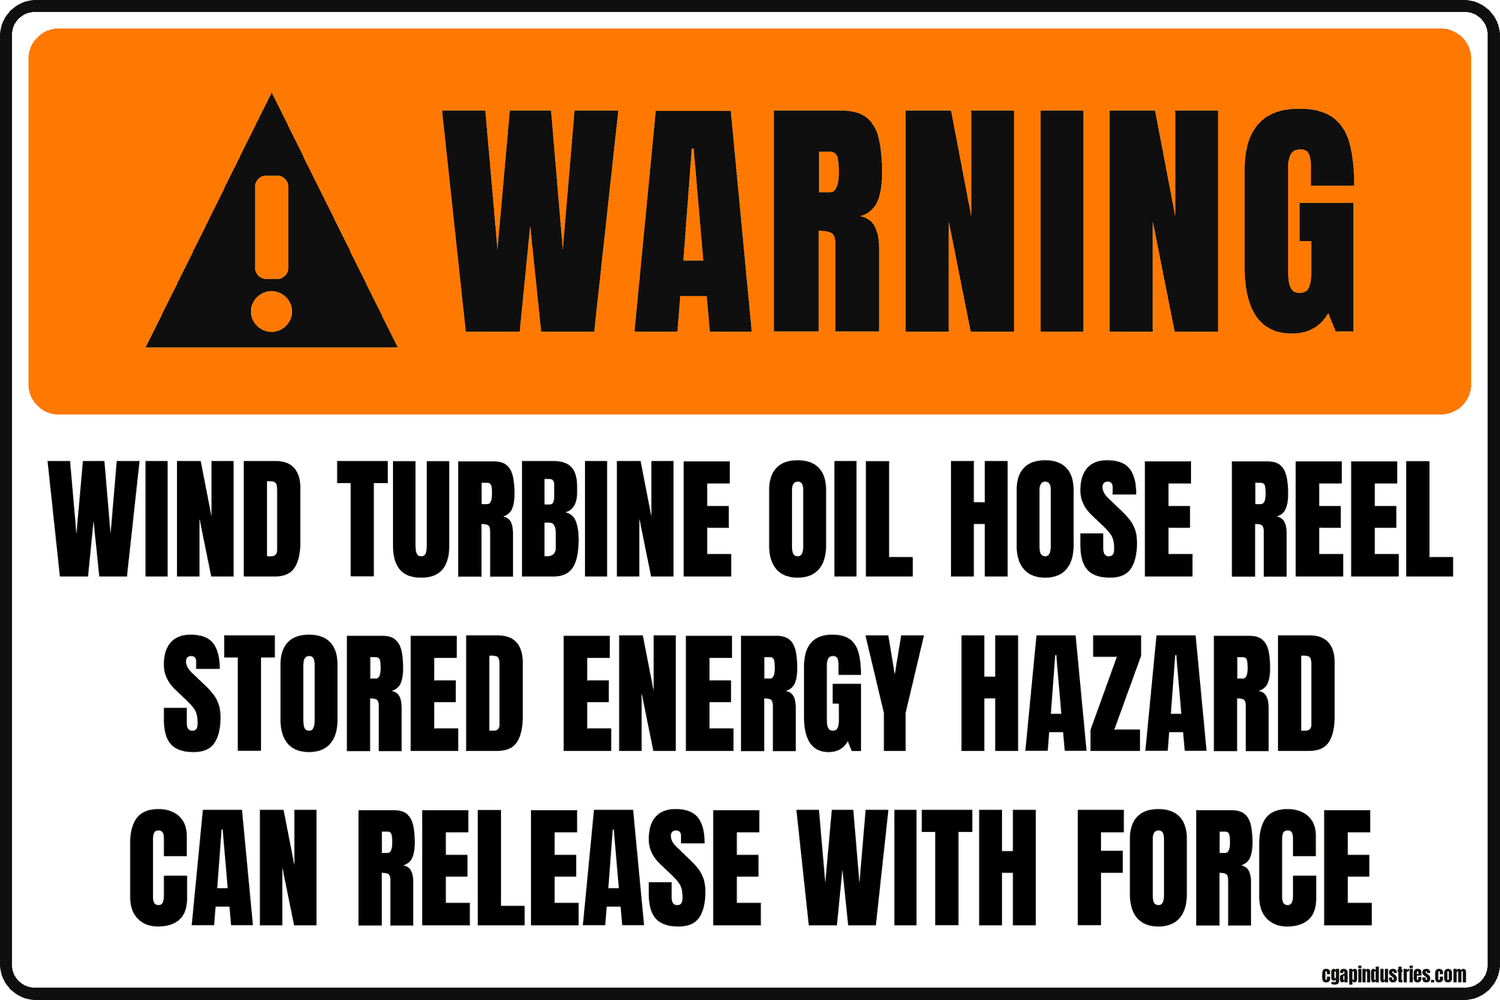 WARNING
WIND TURBINE OIL HOSE REEL
STORED ENERGY HAZARD
CAN RELEASE WITH FORCE
cgapindustries.com